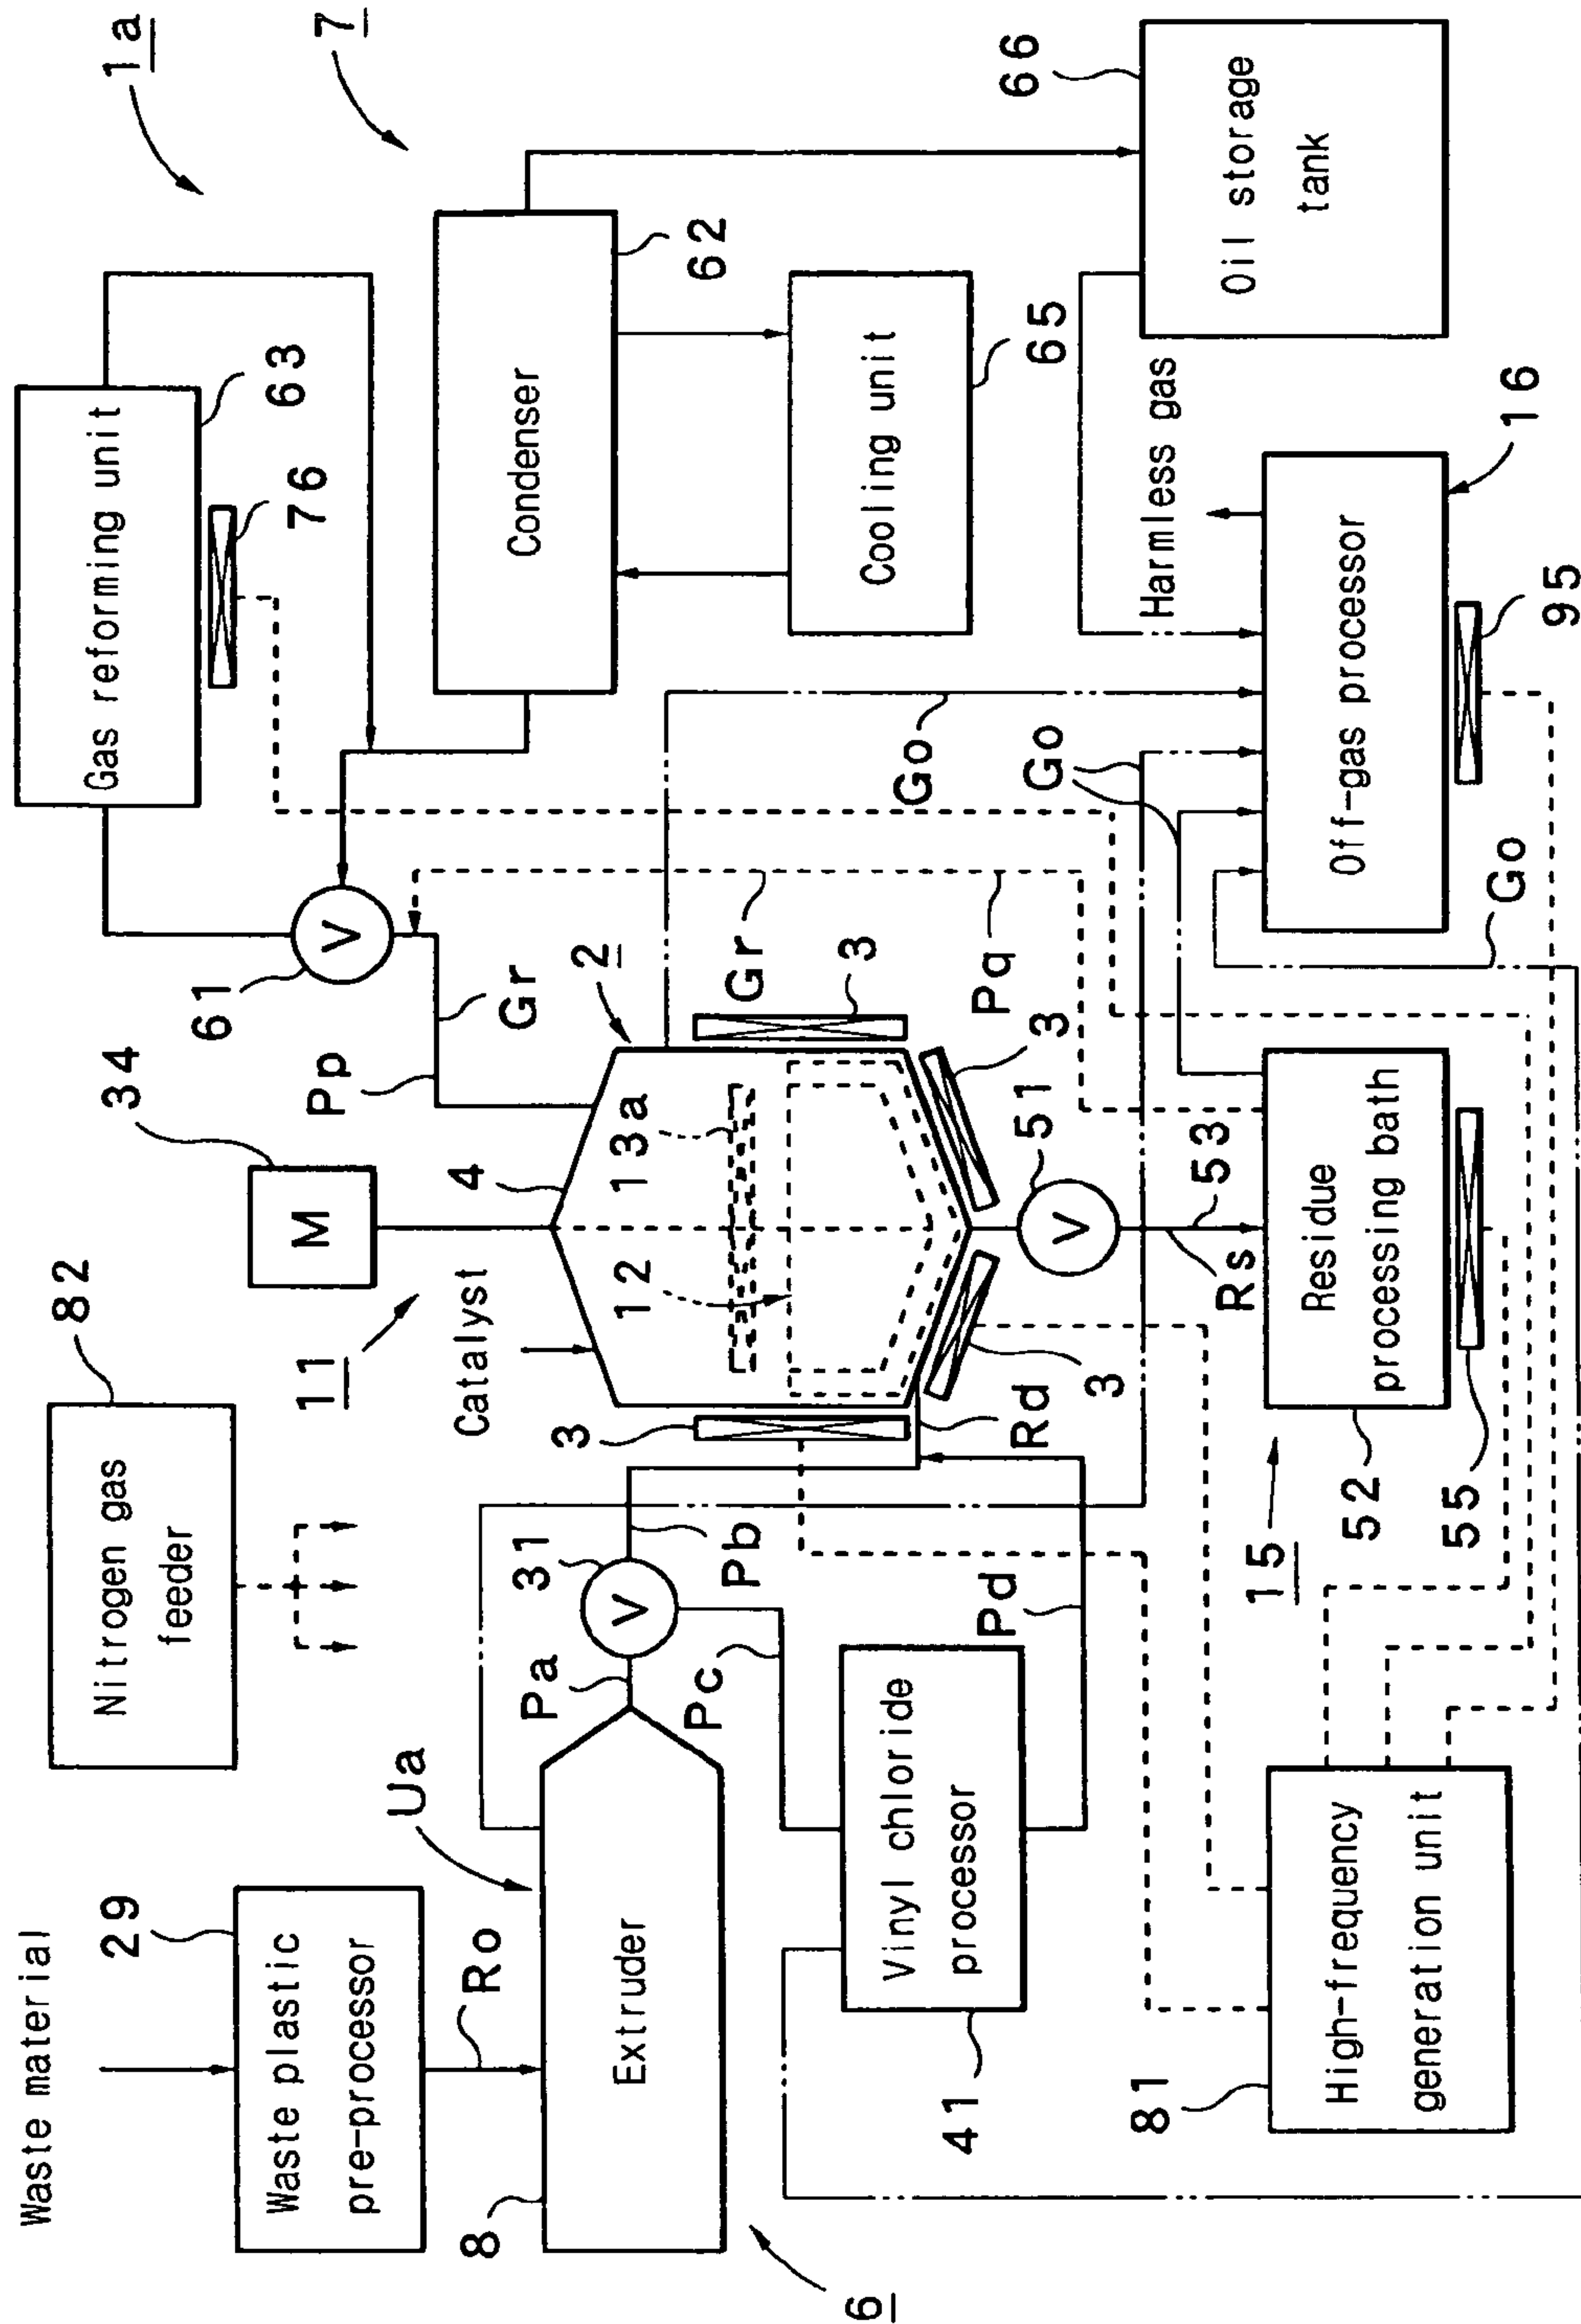 Waste material
29
Waste plastic
pre-processor
Ro
8
Extruder
Ua
6
Nitrogen gas
feeder
82
Pa
31
V
Pb
Pc
Vinyl chloride
processor
41
Pd
Rd
High-frequency
generation unit
81
11
Catalyst
M
34
4
2
12
13a
3
3
3
3
Pp
Gr
61
V
Gr
Pq
V
51
Rs
53
Residue
processing bath
52
55
15
Gas reforming unit
63
76
1a
7
Condenser
62
Cooling unit
65
Oil storage
tank
66
Harmless gas
Off-gas processor
16
95
Go
Go
Go